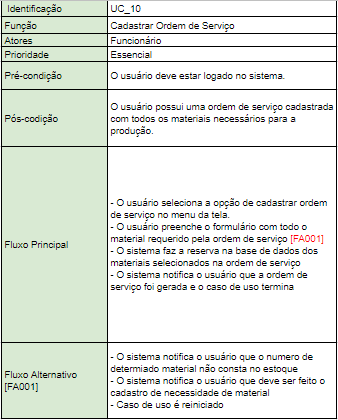 Identificação UC_10
Função Cadastrar Ordem de Serviço
Atores Funcionário
Prioridade Essencial
Pré-condição O usuário deve estar logado no sistema.
Pós-codição O usuário possui uma ordem de serviço cadastrada
com todos os materiais necessários para a
produção.
Fluxo Principal
- O usuário seleciona a opção de cadastrar ordem
de serviço no menu da tela.
- O usuário preenche o formulário com todo o
material requerido pela ordem de serviço [FA001]
- O sistema faz a reserva na base de dados dos
materiais selecionados na ordem de serviço
- O sistema notifica o usuário que a ordem de
serviço foi gerada e o caso de uso termina
Fluxo Alternativo
[FA001]
- O sistema notifica o usuário que o numero de
determiado material não consta no estoque
- O sistema notifica o usuário que deve ser feito o
cadastro de necessidade de material
- Caso de uso é reiniciado